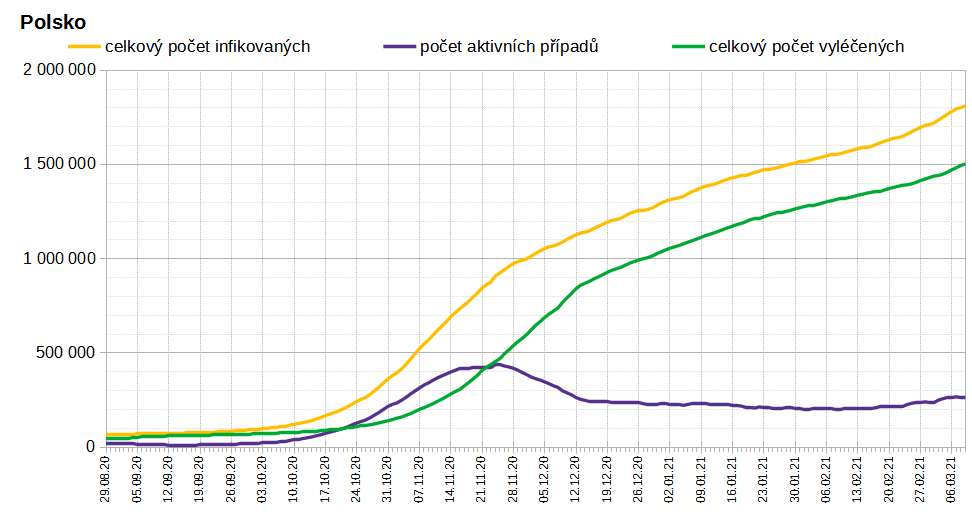 Polsko
celkový počet infikovaných počet aktivních případů celkový počet vyléčených
2 000 000
1 500 000
1 000 000
500 000
0
29.08.20 05.09.20 12.09.20 19.09.20 26.09.20 03.10.20 10.10.20 17.10.20 24.10.20 31.10.20 07.11.20 14.11.20 21.11.20 28.11.20 05.12.20 12.12.20 19.12.20 26.12.20 02.01.21 09.01.21 16.01.21 23.01.21 30.01.21 06.02.21 13.02.21 20.02.21 27.02.21 06.03.21